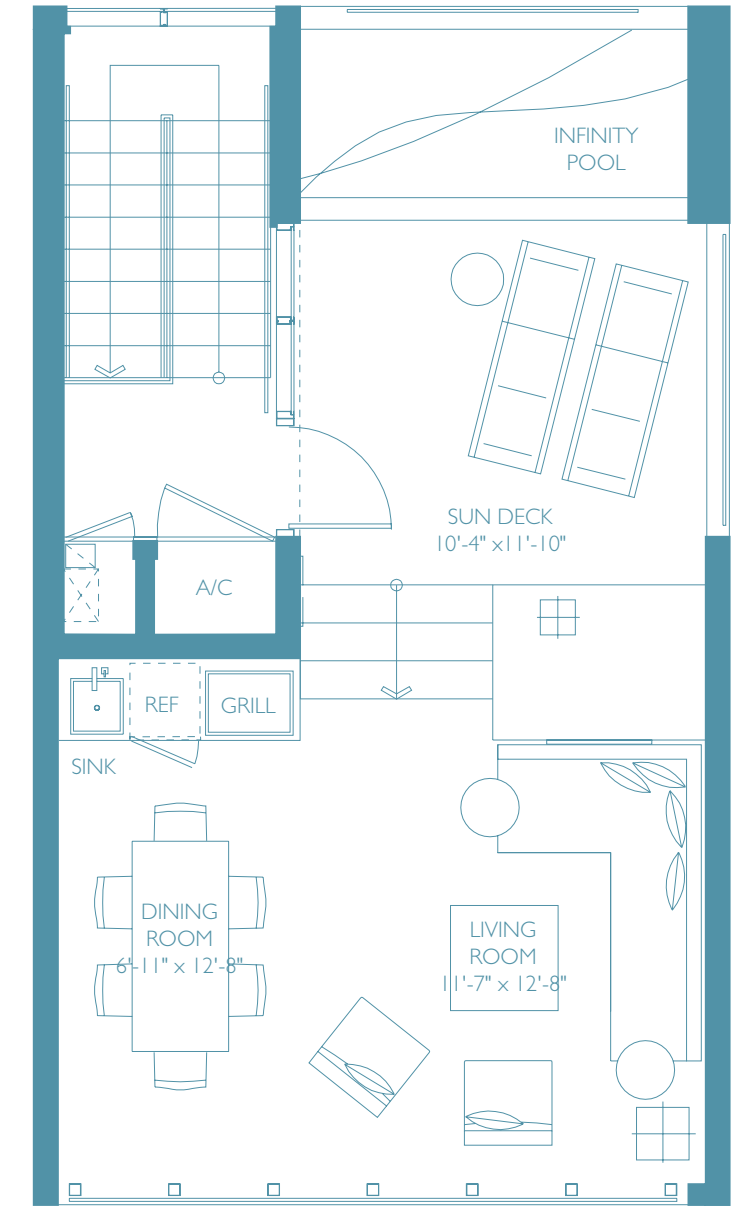 INFINITY
POOL
SUN DECK
10'-4" x11'-10"
A/C
REF
GRILL
SINK
DINING
ROOM
6'-11" x 12'-8"
LIVING
ROOM
11'-7" x 12'-8"